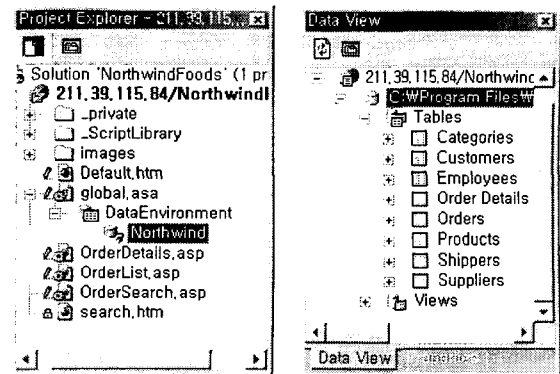 Project Explorer - 211, 39, 115,
Solution 'NorthwindFoods' (1 pr
211, 39, 115, 84/Northwindl
_private
_ScriptLibrary
images
Default, htm
global, asa
DataEnvironment
Northwind
OrderDetails, asp
OrderList, asp
OrderSearch, asp
search, htm
Data View
211, 39, 115, 84/Northwinc
C:₩Program Files₩
Tables
Categories
Customers
Employees
Order Details
Orders
Products
Shippers
Suppliers
Views
Data View